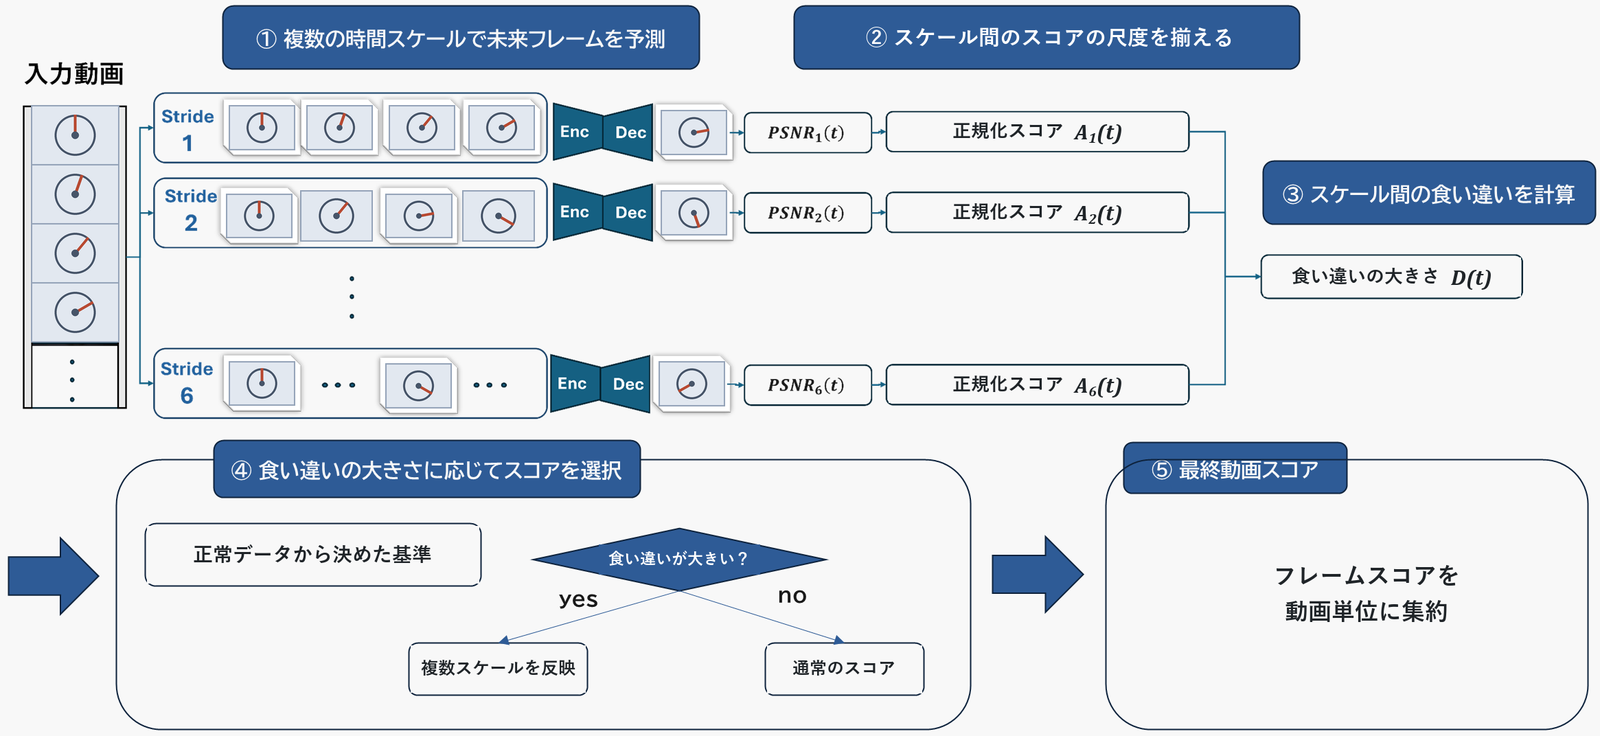 ① 複数の時間スケールで未来フレームを予測
② スケール間のスコアの尺度を揃える
入力動画
Stride
1
Enc
Dec
PSNR₁(t)
正規化スコア A₁(t)
Stride
2
Enc
Dec
PSNR₂(t)
正規化スコア A₂(t)
③ スケール間の食い違いを計算
食い違いの大きさ D(t)
Stride
6
Enc
Dec
PSNR₆(t)
正規化スコア A₆(t)
④ 食い違いの大きさに応じてスコアを選択
正常データから決めた基準
食い違いが大きい？
yes
no
複数スケールを反映
通常のスコア
⑤ 最終動画スコア
フレームスコアを
動画単位に集約